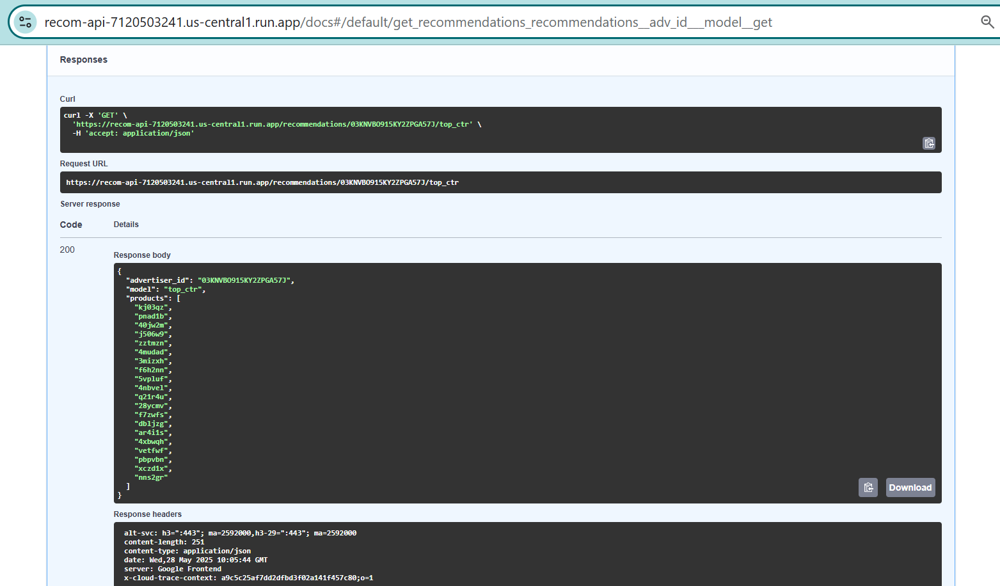 recom-api-7120503241.us-central1.run.app/docs#/default/get_recommendations_recommendations__adv_id___model__get
Responses
Curl
curl -X 'GET' \
'https://recom-api-7120503241.us-central1.run.app/recommendations/03KNVBO915KY2ZPGA57J/top_ctr' \
-H 'accept: application/json'
Request URL
https://recom-api-7120503241.us-central1.run.app/recommendations/03KNVBO915KY2ZPGA57J/top_ctr
Server response
Code Details
200
Response body
{
"advertiser_id": "03KNVBO915KY2ZPGA57J",
"model": "top_ctr",
"products": [
"kj03qz",
"pnad1b",
"40jw2m",
"j506w9",
"zztmzn",
"4mudad",
"3mizxh",
"f6h2nn",
"5vpluf",
"4nbvel",
"q21r4u",
"28ycmv",
"f7zwfs",
"dbljzg",
"ar4i1s",
"4xbwqh",
"vetfwf",
"pbpvbn",
"xczd1x",
"nns2gr"
]
}
Download
Response headers
alt-svc: h3=":443"; ma=2592000,h3-29=":443"; ma=2592000
content-length: 251
content-type: application/json
date: Wed,28 May 2025 10:05:44 GMT
server: Google Frontend
x-cloud-trace-context: a9c5c25af7dd2dfbd3f02a141f457c80;o=1